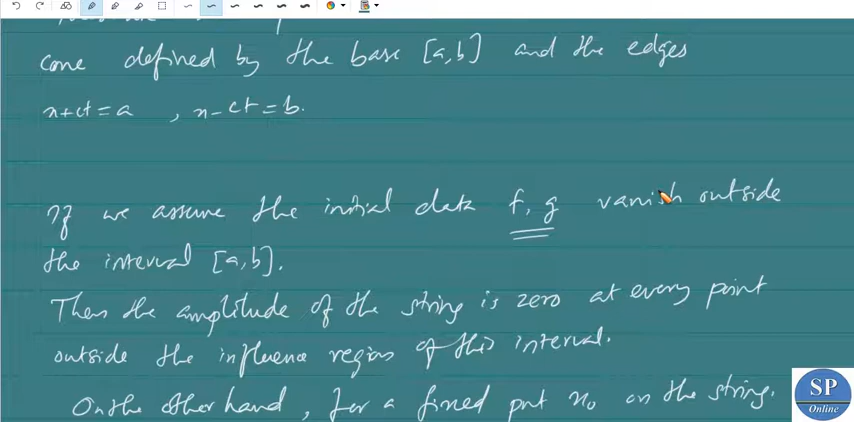 cone defined by the base [a,b] and the edges
x+ct=a , x-ct=b.
If we assume the initial data f, g vanish outside
the interval [a,b].
Then the amplitude of the string is zero at every point
outside the influence region of this interval.
On the other hand, for a fixed pnt x0 on the string.
SP
Online